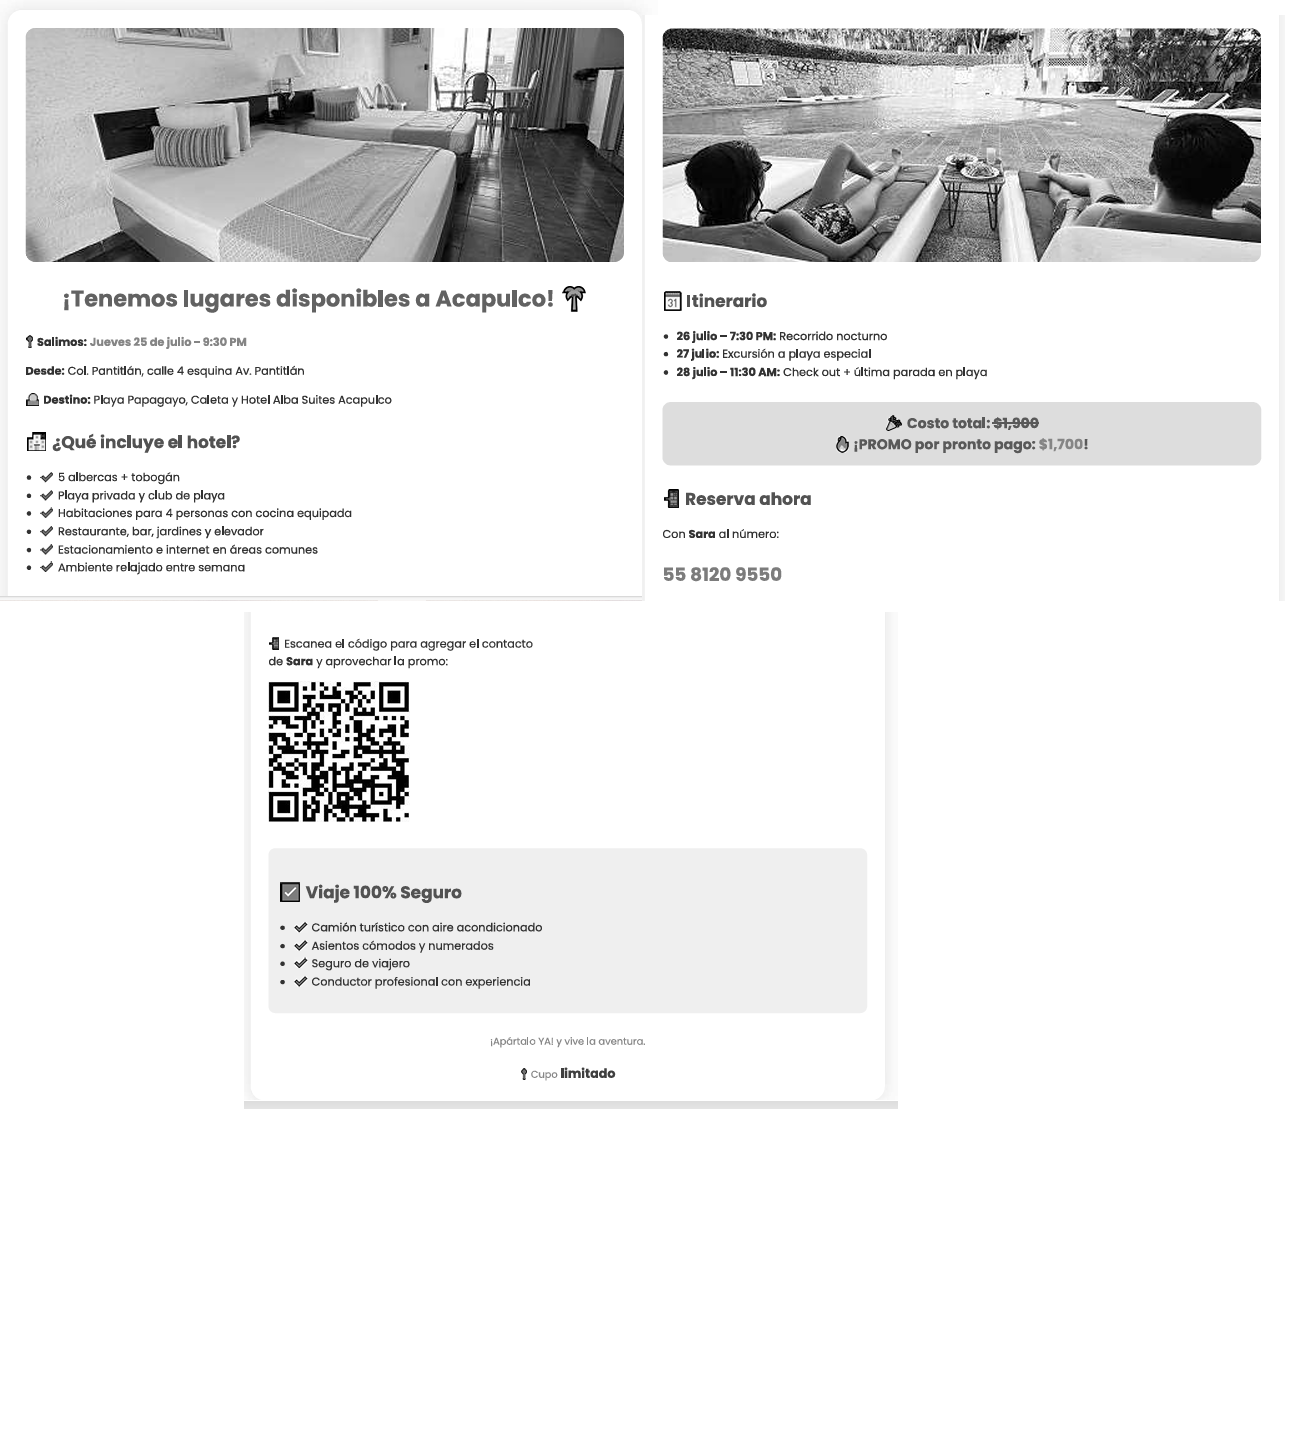 ¡Tenemos lugares disponibles a Acapulco!
Salimos: Jueves 25 de julio – 9:30 PM
Desde: Col. Pantitlán, calle 4 esquina Av. Pantitlán
Destino: Playa Papagayo, Caleta y Hotel Alba Suites Acapulco
¿Qué incluye el hotel?
5 albercas + tobogán
Playa privada y club de playa
Habitaciones para 4 personas con cocina equipada
Restaurante, bar, jardines y elevador
Estacionamiento e internet en áreas comunes
Ambiente relajado entre semana
31 Itinerario
26 julio – 7:30 PM: Recorrido nocturno
27 julio: Excursión a playa especial
28 julio – 11:30 AM: Check out + última parada en playa
Costo total: $1,900
¡PROMO por pronto pago: $1,700!
Reserva ahora
Con Sara al número:
55 8120 9550
Escanea el código para agregar el contacto
de Sara y aprovechar la promo:
Viaje 100% Seguro
Camión turístico con aire acondicionado
Asientos cómodos y numerados
Seguro de viajero
Conductor profesional con experiencia
¡Apártalo YA! y vive la aventura.
Cupo limitado